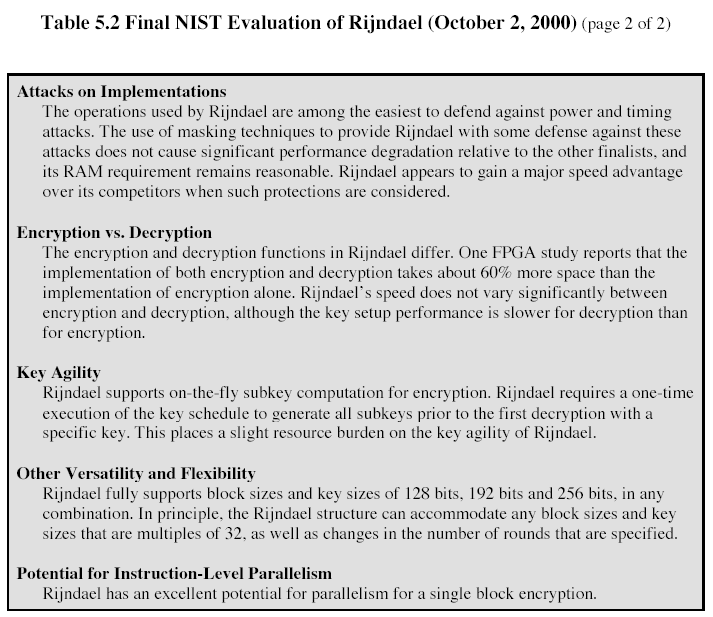 Table 5.2 Final NIST Evaluation of Rijndael (October 2, 2000) (page 2 of 2)
Attacks on Implementations
The operations used by Rijndael are among the easiest to defend against power and timing
attacks. The use of masking techniques to provide Rijndael with some defense against these
attacks does not cause significant performance degradation relative to the other finalists, and
its RAM requirement remains reasonable. Rijndael appears to gain a major speed advantage
over its competitors when such protections are considered.
Encryption vs. Decryption
The encryption and decryption functions in Rijndael differ. One FPGA study reports that the
implementation of both encryption and decryption takes about 60% more space than the
implementation of encryption alone. Rijndael's speed does not vary significantly between
encryption and decryption, although the key setup performance is slower for decryption than
for encryption.
Key Agility
Rijndael supports on-the-fly subkey computation for encryption. Rijndael requires a one-time
execution of the key schedule to generate all subkeys prior to the first decryption with a
specific key. This places a slight resource burden on the key agility of Rijndael.
Other Versatility and Flexibility
Rijndael fully supports block sizes and key sizes of 128 bits, 192 bits and 256 bits, in any
combination. In principle, the Rijndael structure can accommodate any block sizes and key
sizes that are multiples of 32, as well as changes in the number of rounds that are specified.
Potential for Instruction-Level Parallelism
Rijndael has an excellent potential for parallelism for a single block encryption.